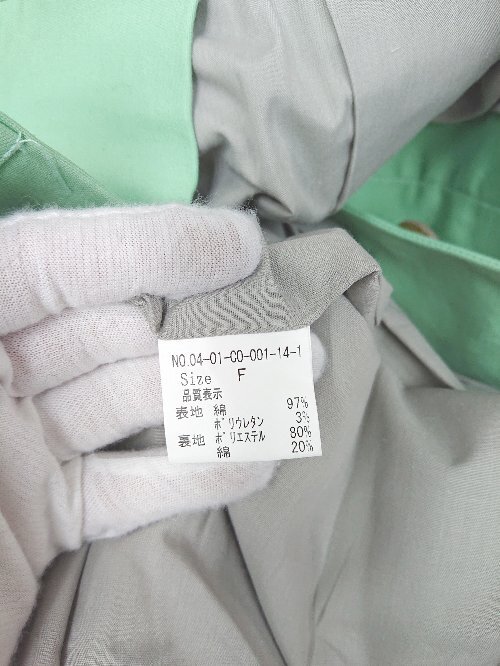 NO.04-01-CO-001-14-1
Size F
品質表示
表地 綿 97%
ポリウレタン 3%
裏地 ポリエステル 80%
綿 20%